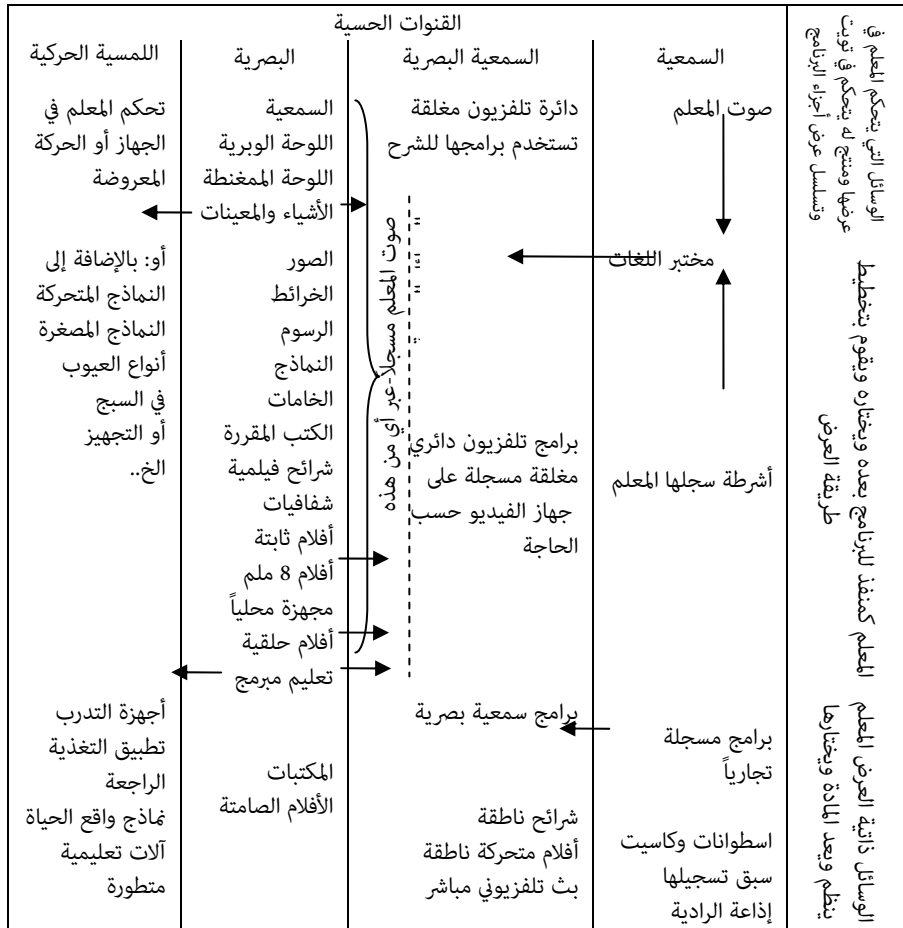 القنوات الحسية
السمعية
السمعية البصرية
البصرية
اللمسية الحركية
الوسائل التي يتحكم المعلم في
عرضها ومنتج له يتحكم في تويت
وتسلسل عرض أجزاء البرنامج
صوت المعلم
مختبر اللغات
دائرة تلفزيون مغلقة
تستخدم برامجها للشرح
السمعية
اللوحة الوبرية
اللوحة الممغنطة
الأشياء والمعينات
تحكم المعلم في
الجهاز أو الحركة
المعروضة
المعلم كمنفذ للبرنامج بعده ويختاره ويقوم بتخطيط
طريقة العرض
أشرطة سجلها المعلم
برامج تلفزيون دائري
مغلقة مسجلة على
جهاز الفيديو حسب
الحاجة
صوت المعلم مسجلا-عبر أي من هذه
الصور
الخرائط
الرسوم
النماذج
الخامات
الكتب المقررة
شرائح فيلمية
شفافيات
أفلام ثابتة
أفلام 8 ملم
مجهزة محلياً
أفلام حلقية
تعليم مبرمج
أو: بالإضافة إلى
النماذج المتحركة
النماذج المصغرة
أنواع العيوب
في السبج
أو التجهيز
الخ..
الوسائل ذاتية العرض المعلم
ينظم ويعد المادة ويختارها
برامج مسجلة
تجارياً
اسطوانات وكاسيت
سبق تسجيلها
إذاعة الرادية
برامج سمعية بصرية
شرائح ناطقة
أفلام متحركة ناطقة
بث تلفزيوني مباشر
المكتبات
الأفلام الصامتة
أجهزة التدرب
تطبيق التغذية
الراجعة
نماذج واقع الحياة
آلات تعليمية
متطورة